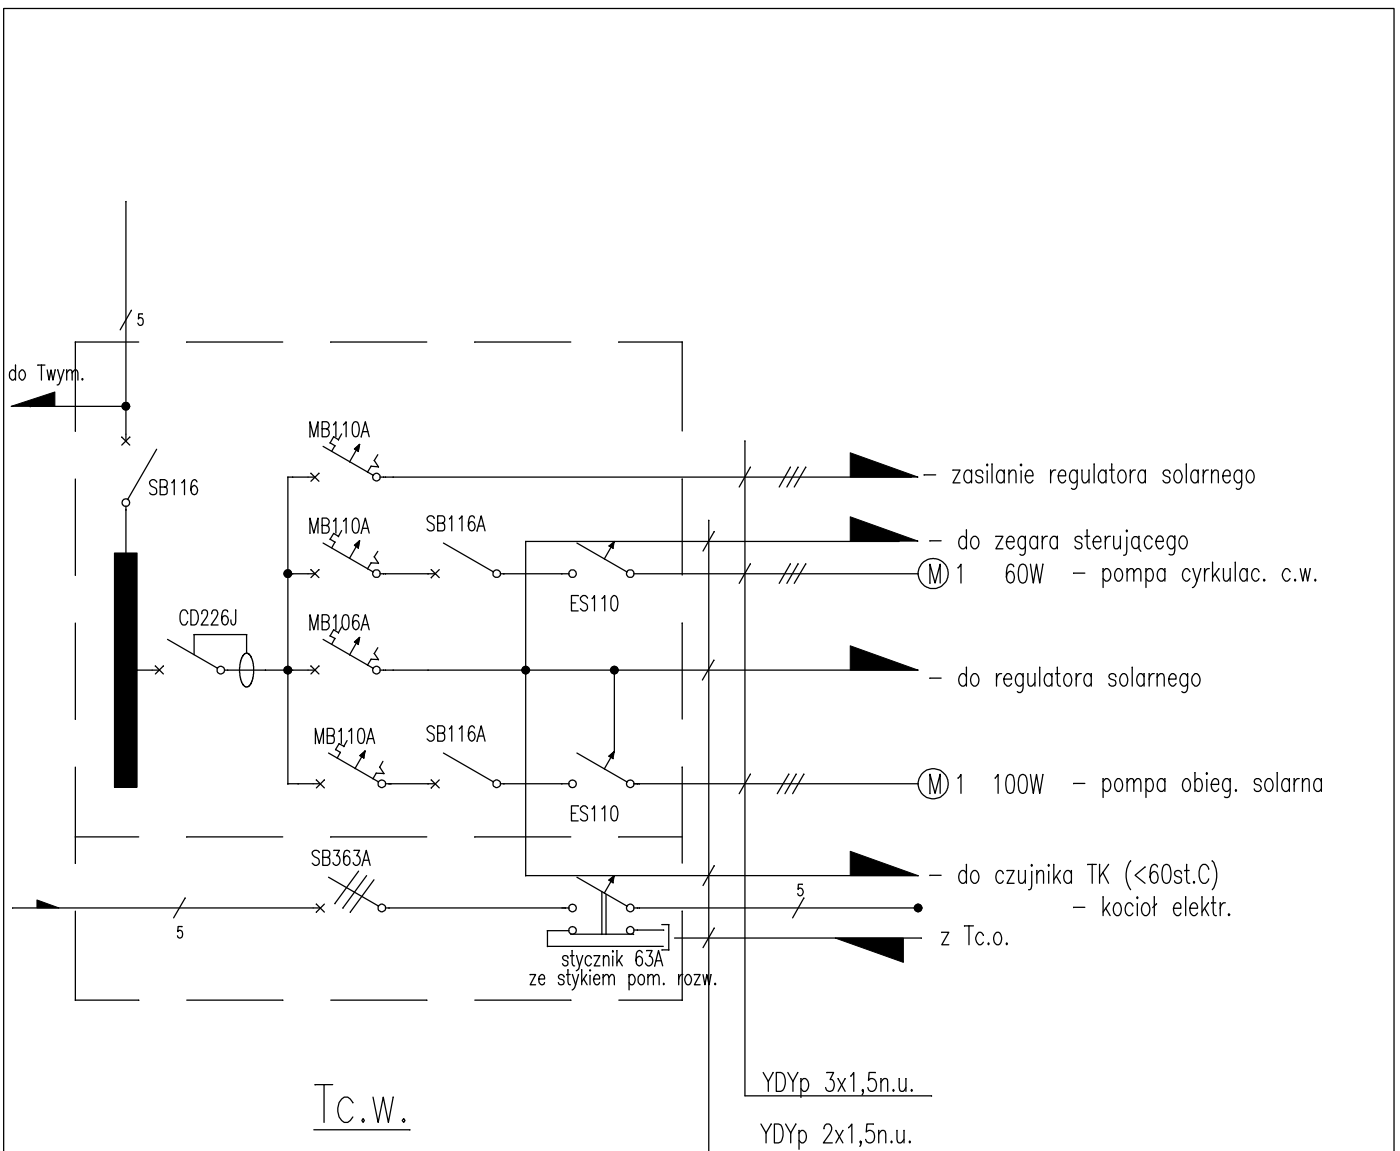 5
do Twym.
MB110A
SB116
– zasilanie regulatora solarnego
MB110A
SB116A
– do zegara sterującego
M 1 60W – pompa cyrkulac. c.w.
ES110
CD226J
MB106A
– do regulatora solarnego
MB110A
SB116A
M 1 100W – pompa obieg. solarna
ES110
SB363A
– do czujnika TK (<60st.C)
5
– kocioł elektr.
5
z Tc.o.
stycznik 63A
ze stykiem pom. rozw.
YDYp 3x1,5n.u.
Tc.w.
YDYp 2x1,5n.u.